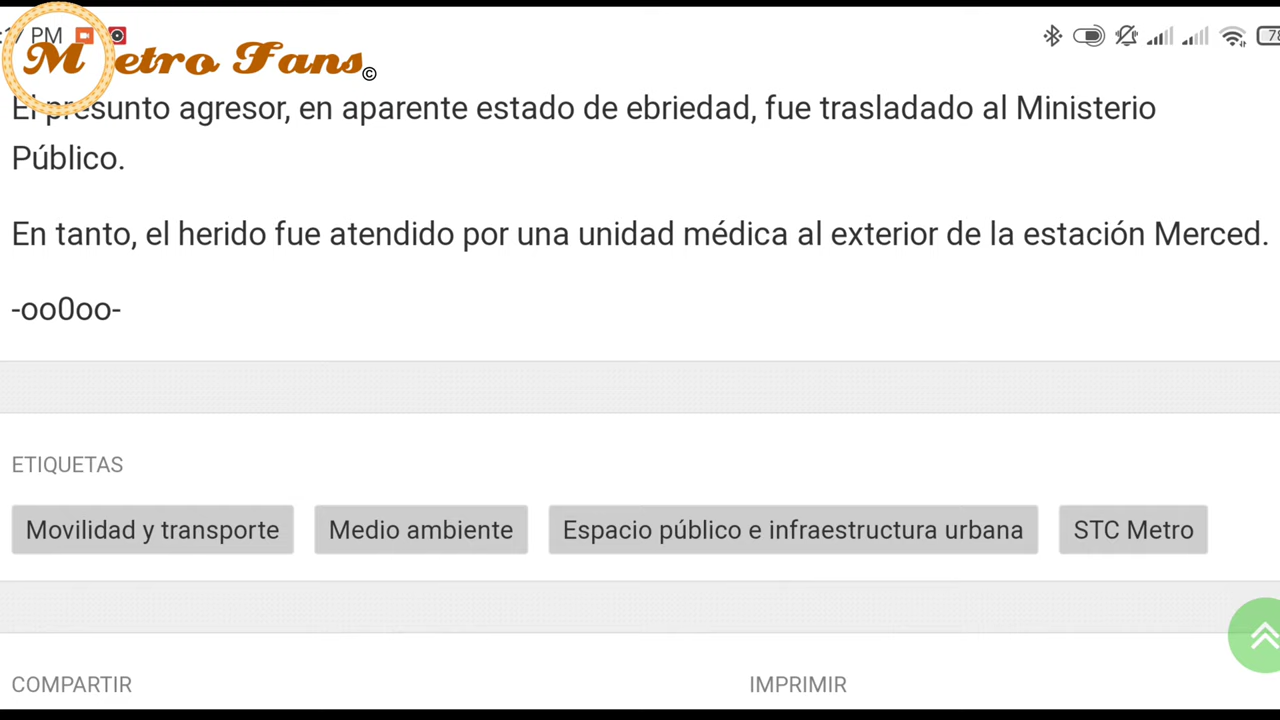 PM
Metro Fans©
El presunto agresor, en aparente estado de ebriedad, fue trasladado al Ministerio
Público.
En tanto, el herido fue atendido por una unidad médica al exterior de la estación Merced.
-oo0oo-
ETIQUETAS
Movilidad y transporte
Medio ambiente
Espacio público e infraestructura urbana
STC Metro
COMPARTIR
IMPRIMIR